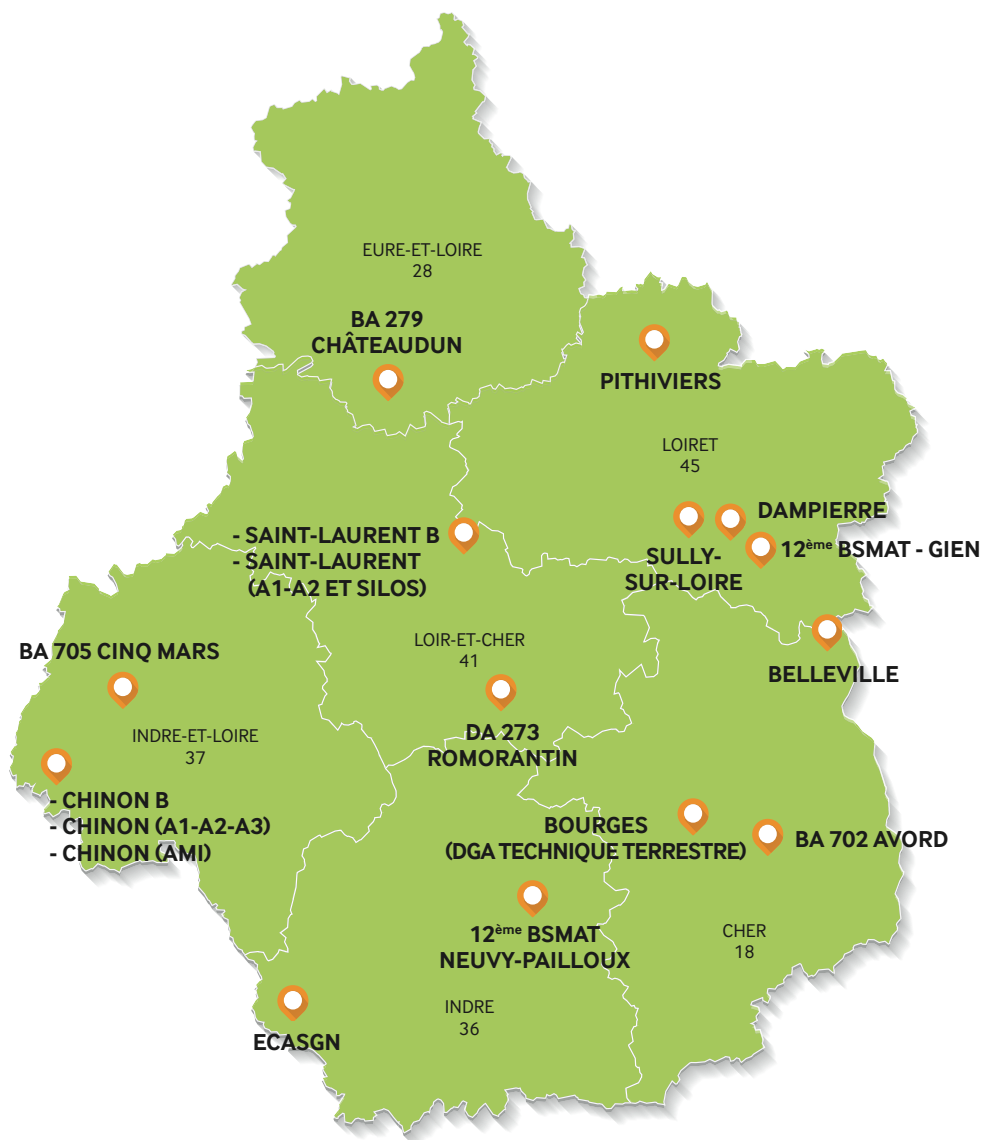 EURE-ET-LOIRE
28
BA 279
CHÂTEAUDUN
PITHIVIERS
LOIRET
45
DAMPIERRE
12ème BSMAT - GIEN
SULLY-
SUR-LOIRE
- SAINT-LAURENT B
- SAINT-LAURENT
(A1-A2 ET SILOS)
BELLEVILLE
LOIR-ET-CHER
41
BA 705 CINQ MARS
DA 273
ROMORANTIN
INDRE-ET-LOIRE
37
- CHINON B
- CHINON (A1-A2-A3)
- CHINON (AMI)
BOURGES
(DGA TECHNIQUE TERRESTRE)
BA 702 AVORD
12ème BSMAT
NEUVY-PAILLOUX
CHER
18
INDRE
36
ECASGN